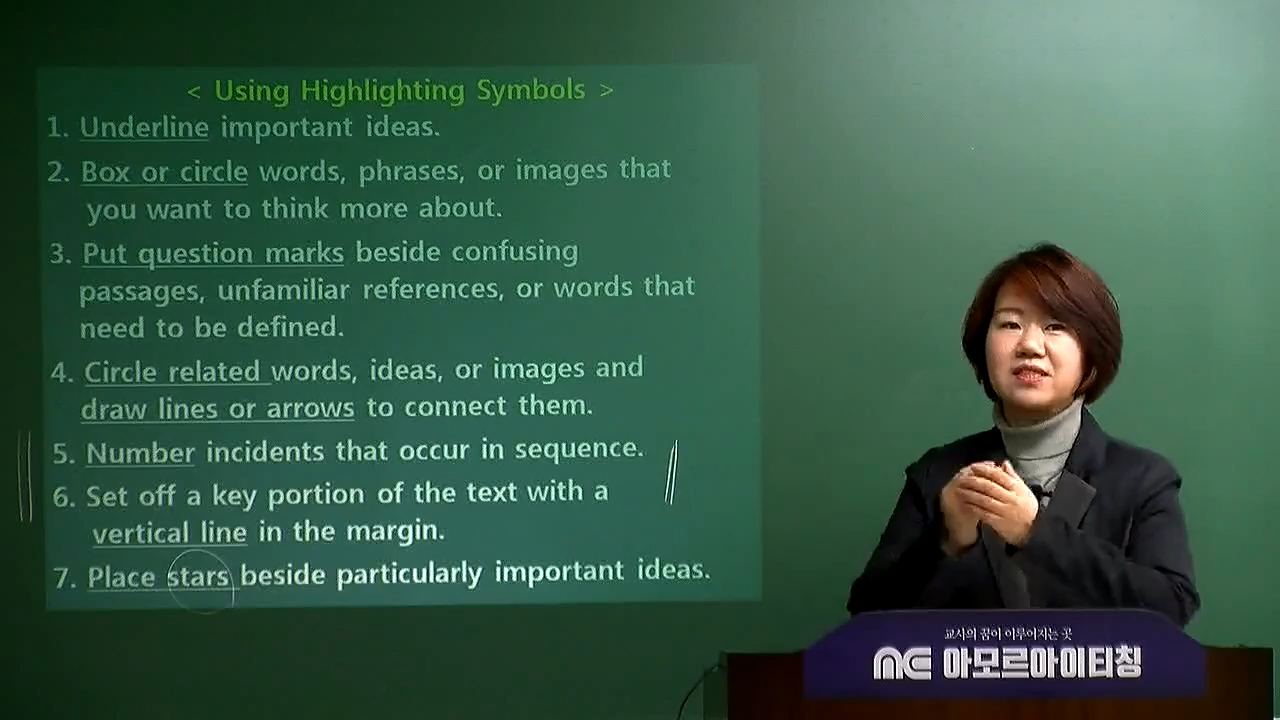 < Using Highlighting Symbols >
1. Underline important ideas.
2. Box or circle words, phrases, or images that
you want to think more about.
3. Put question marks beside confusing
passages, unfamiliar references, or words that
need to be defined.
4. Circle related words, ideas, or images and
draw lines or arrows to connect them.
5. Number incidents that occur in sequence.
6. Set off a key portion of the text with a
vertical line in the margin.
7. Place stars beside particularly important ideas.
교사의 꿈이 이루어지는 곳
아모르아이티칭